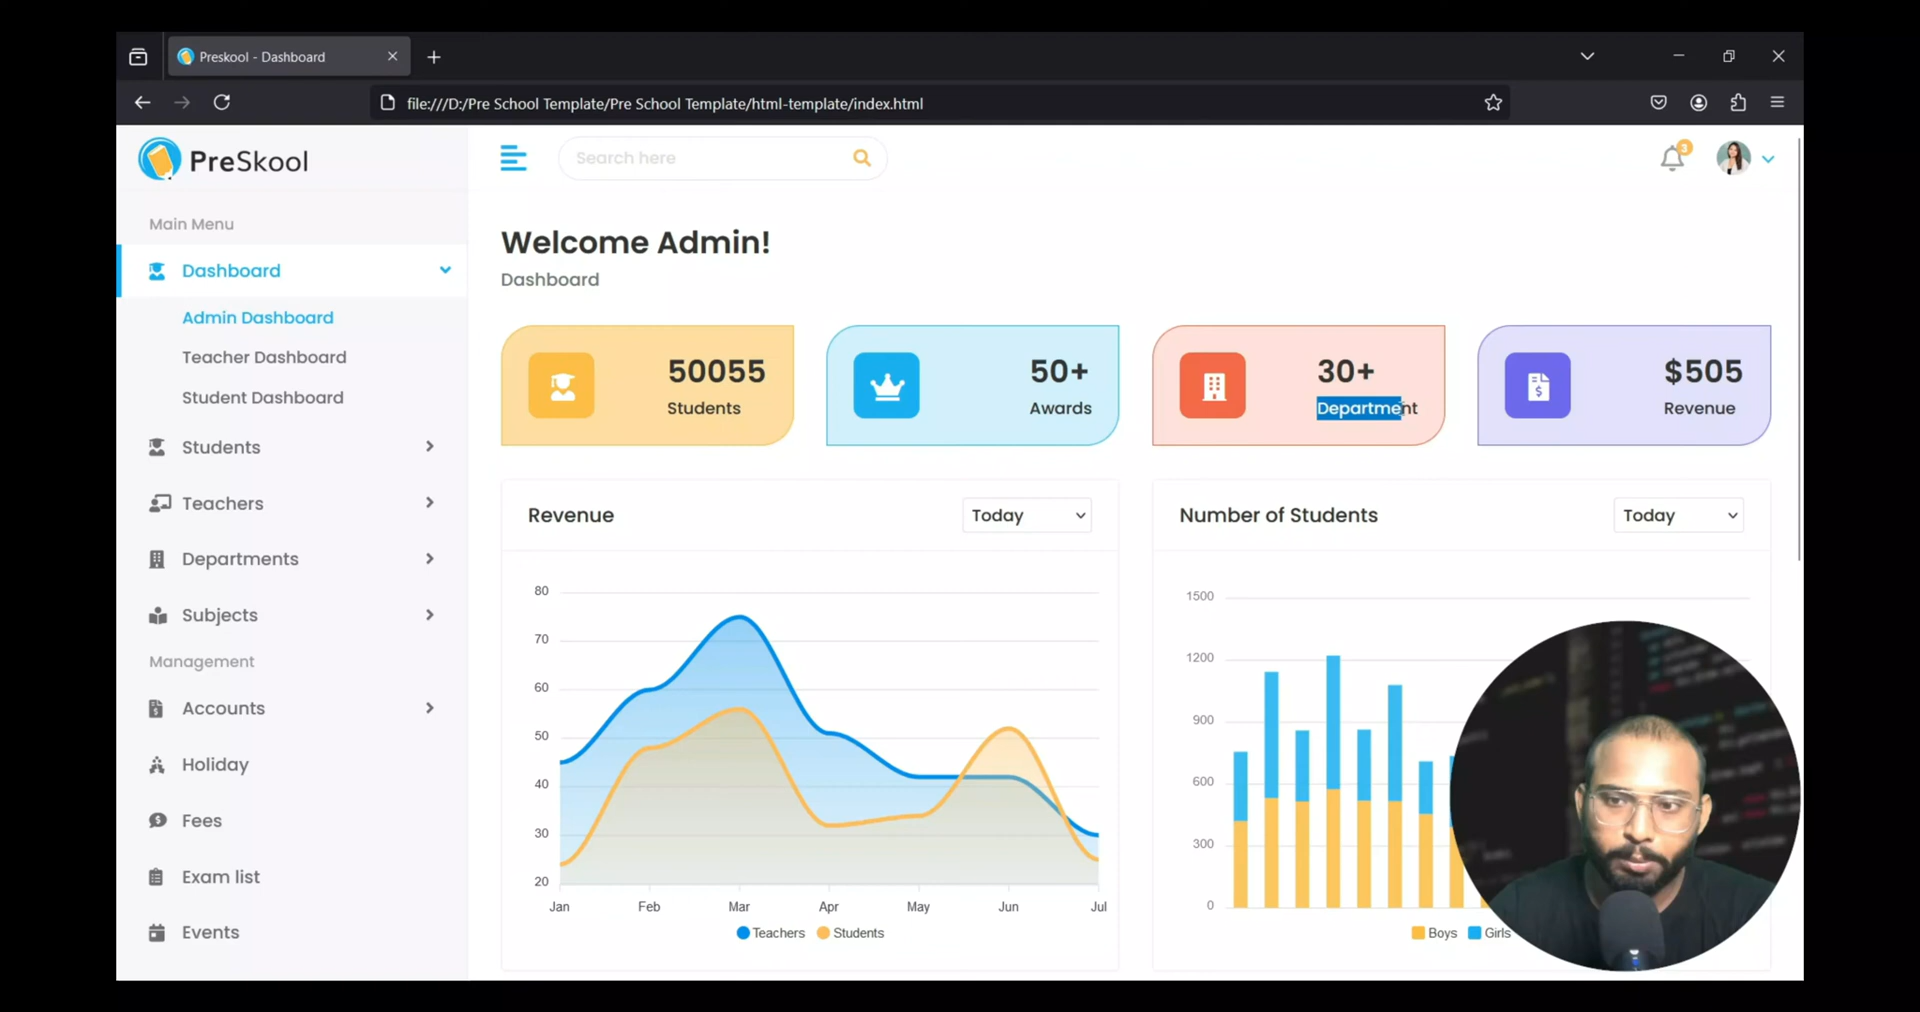 Preskool - Dashboard
file:///D:/Pre School Template/Pre School Template/html-template/index.html
PreSkool
Search here
3
Main Menu
Dashboard
Admin Dashboard
Teacher Dashboard
Student Dashboard
Students
Teachers
Departments
Subjects
Management
Accounts
Holiday
Fees
Exam list
Events
Welcome Admin!
Dashboard
50055
Students
50+
Awards
30+
Department
$505
Revenue
Revenue
Today
80
70
60
50
40
30
20
Jan Feb Mar Apr May Jun Jul
Teachers Students
Number of Students
Today
1500
1200
900
600
300
0
Boys Girls